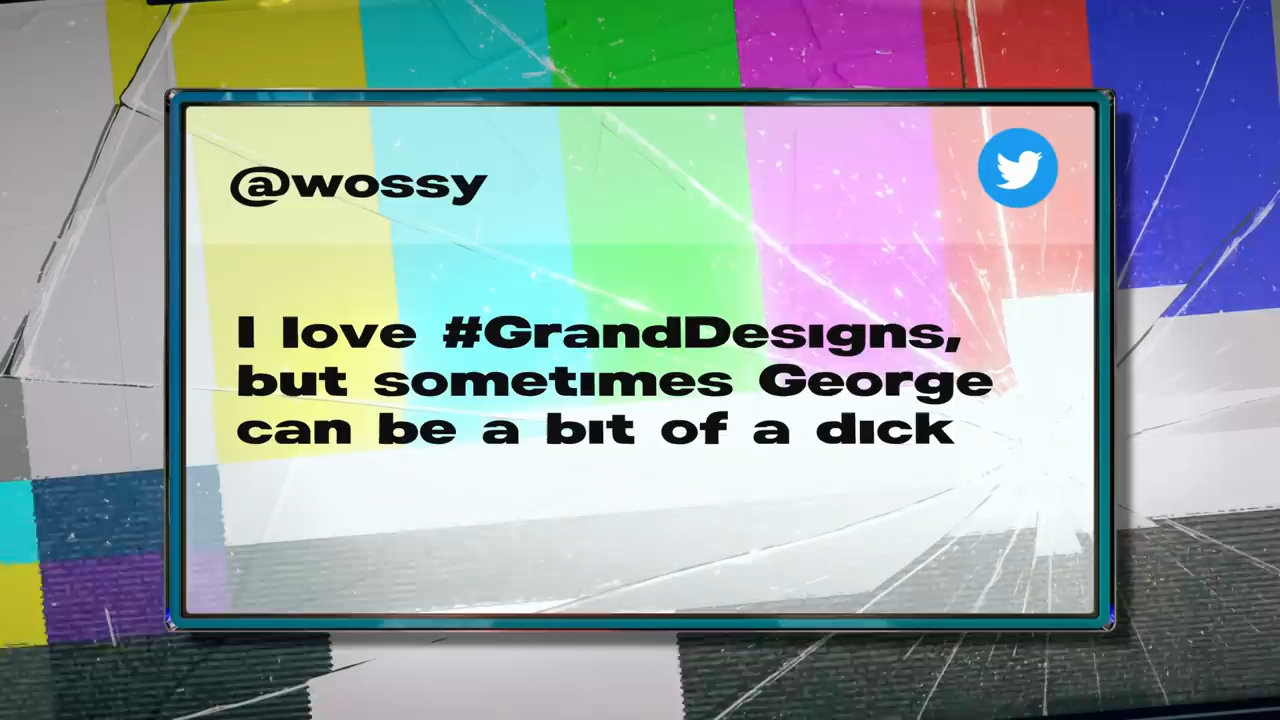 @wossy
I love #GrandDesigns,
but sometimes George
can be a bit of a dick